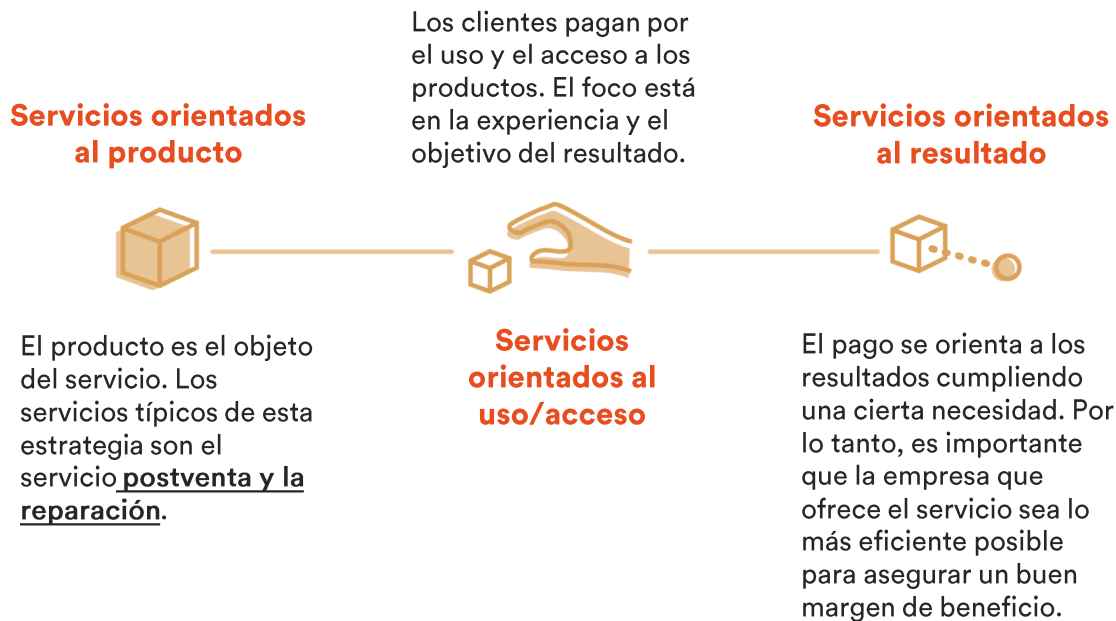 Servicios orientados
al producto
El producto es el objeto
del servicio. Los
servicios típicos de esta
estrategia son el
servicio postventa y la
reparación.
Los clientes pagan por
el uso y el acceso a los
productos. El foco está
en la experiencia y el
objetivo del resultado.
Servicios
orientados al
uso/acceso
Servicios orientados
al resultado
El pago se orienta a los
resultados cumpliendo
una cierta necesidad. Por
lo tanto, es importante
que la empresa que
ofrece el servicio sea lo
más eficiente posible
para asegurar un buen
margen de beneficio.